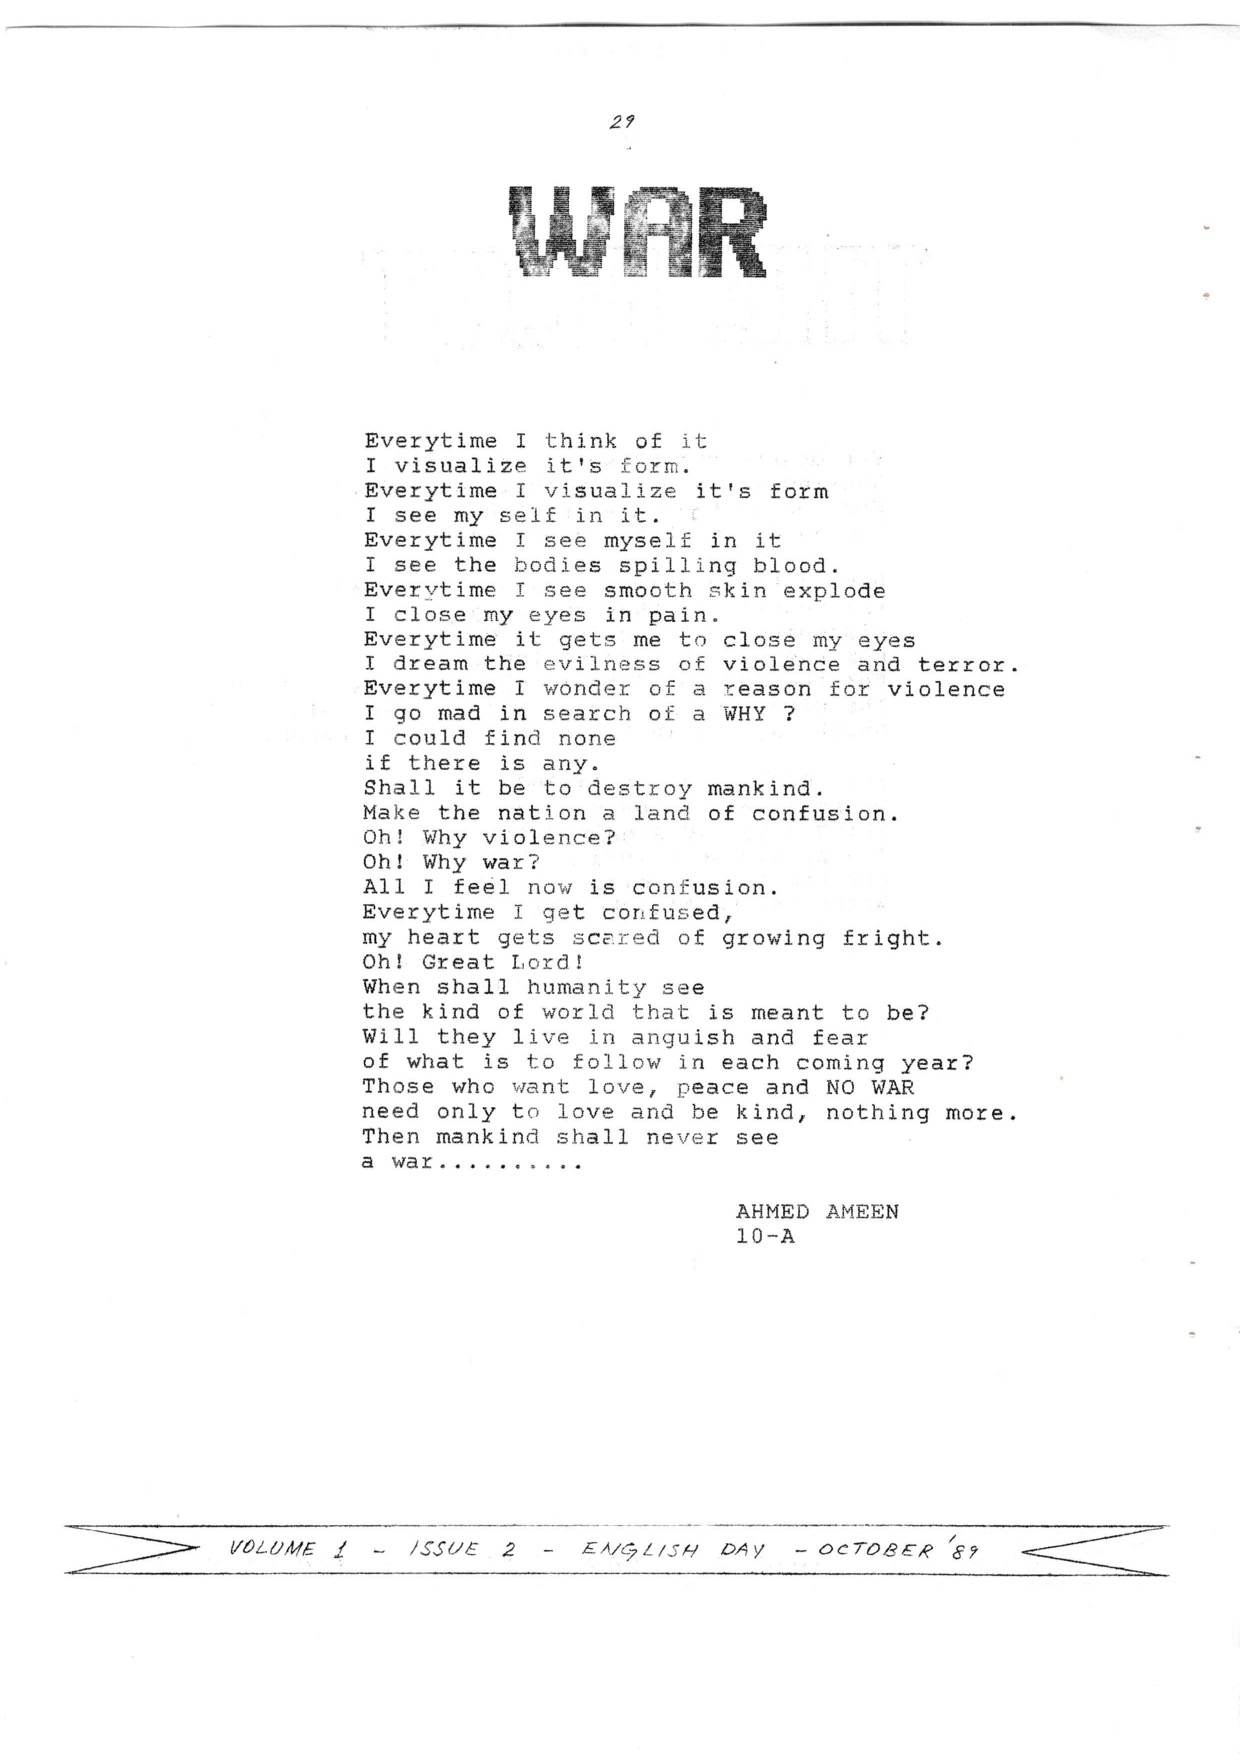 29
WAR
Everytime I think of it
I visualize it's form.
Everytime I visualize it's form
I see my self in it.
Everytime I see myself in it
I see the bodies spilling blood.
Everytime I see smooth skin explode
I close my eyes in pain.
Everytime it gets me to close my eyes
I dream the evilness of violence and terror.
Everytime I wonder of a reason for violence
I go mad in search of a WHY ?
I could find none
if there is any.
Shall it be to destroy mankind.
Make the nation a land of confusion.
Oh! Why violence?
Oh! Why war?
All I feel now is confusion.
Everytime I get confused,
my heart gets scared of growing fright.
Oh! Great Lord!
When shall humanity see
the kind of world that is meant to be?
Will they live in anguish and fear
of what is to follow in each coming year?
Those who want love, peace and NO WAR
need only to love and be kind, nothing more.
Then mankind shall never see
a war..........
AHMED AMEEN
10-A
VOLUME 1 - ISSUE 2 - ENGLISH DAY - OCTOBER '89